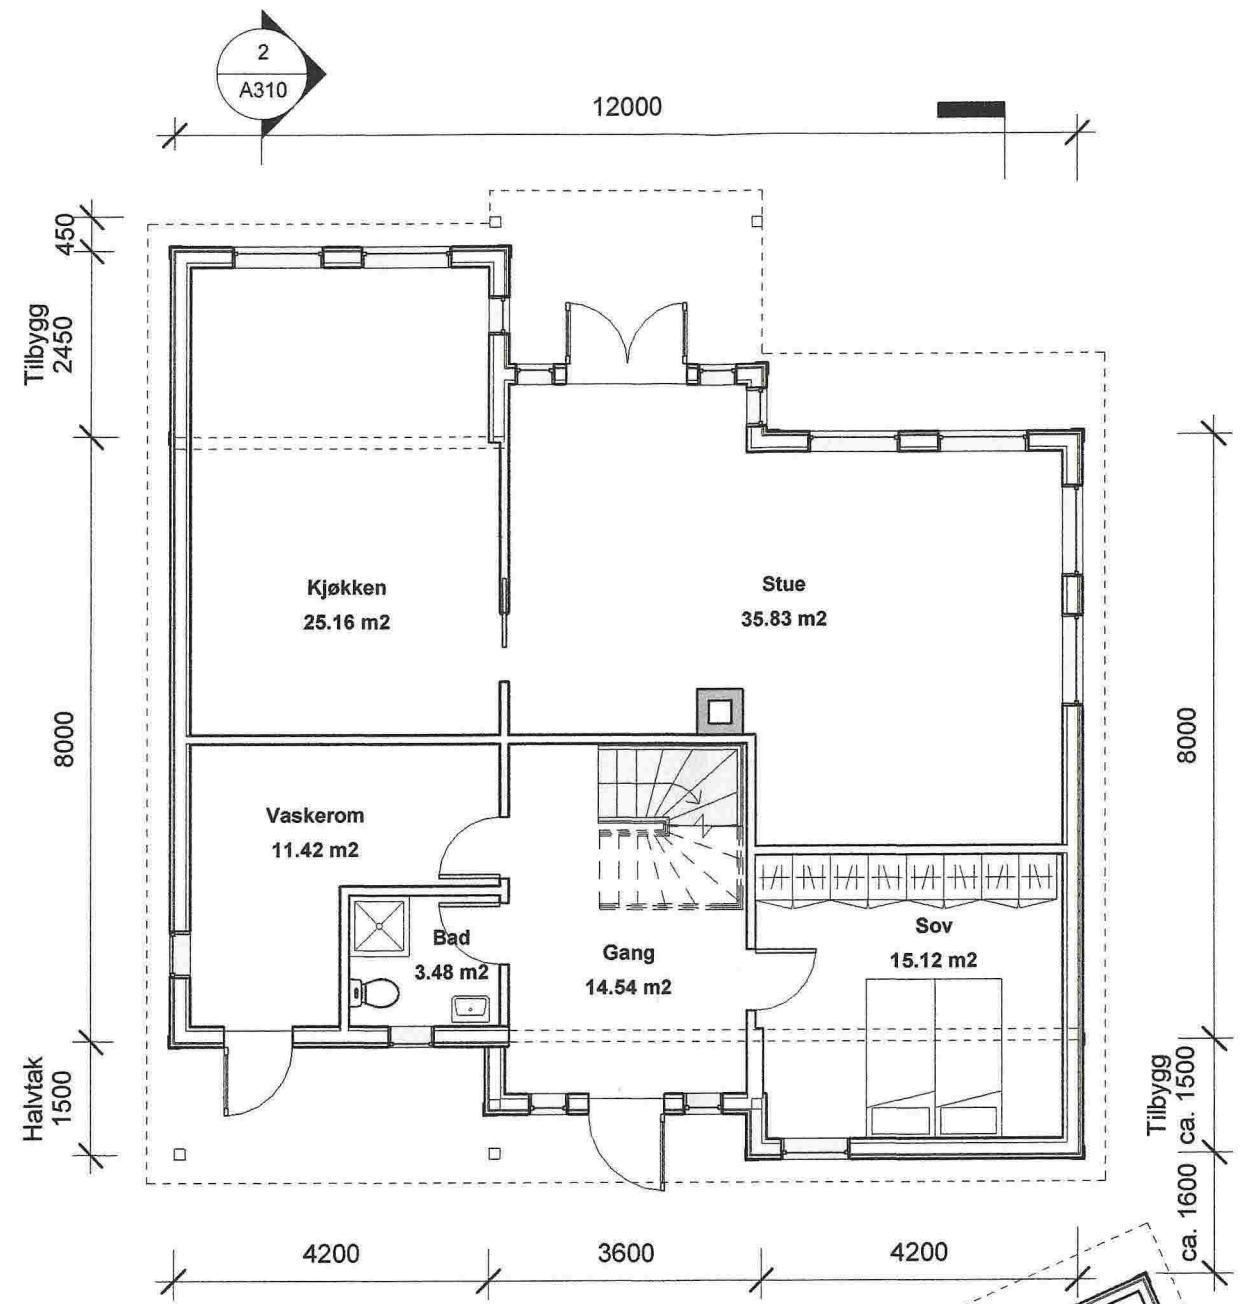 2
A310
12000
450
Tilbygg
2450
Kjøkken
25.16 m2
Stue
35.83 m2
8000
8000
Vaskerom
11.42 m2
Bad
3.48 m2
Gang
14.54 m2
Sov
15.12 m2
Halvtak
1500
Tilbygg
ca. 1500
ca. 1600
4200
3600
4200